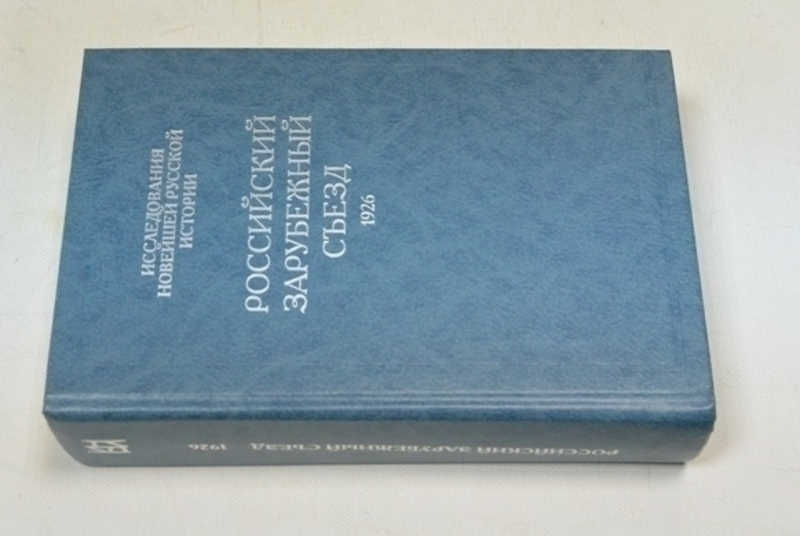 ИССЛЕДОВАНИЯ
НОВЕЙШЕЙ РУССКОЙ
ИСТОРИИ
РОССИЙСКИЙ
ЗАРУБЕЖНЫЙ
СЪЕЗД
1926
РОССИЙСКИЙ ЗАРУБЕЖНЫЙ СЪЕЗД 1926